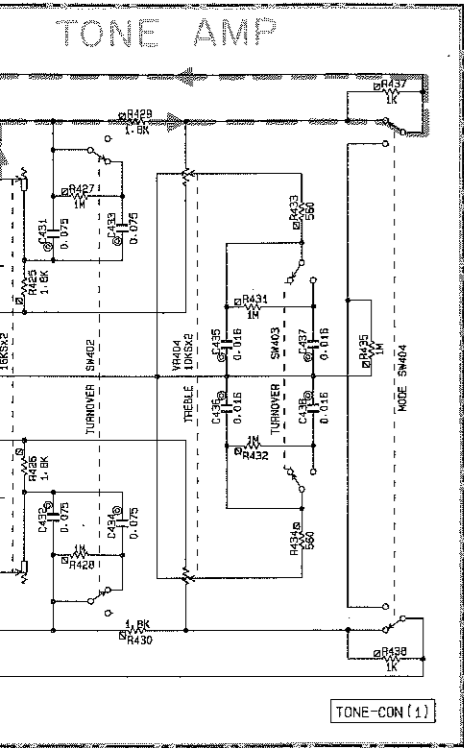 TONE AMP
R437
1K
R429
1.8K
R427
1M
C431
0.075
C433
0.075
R433
560
R425
1.8K
R431
1M
C435
0.016
C437
0.016
SW402
TURNOVER
VR404
10KSx2
TREBLE
SW403
TURNOVER
R435
1M
MODE SW404
C436
0.016
C438
0.016
1M
R432
R426
1.8K
C432
0.075
C434
0.075
1M
R428
R434
560
1.8K
R430
R438
1K
TONE-CON(1)